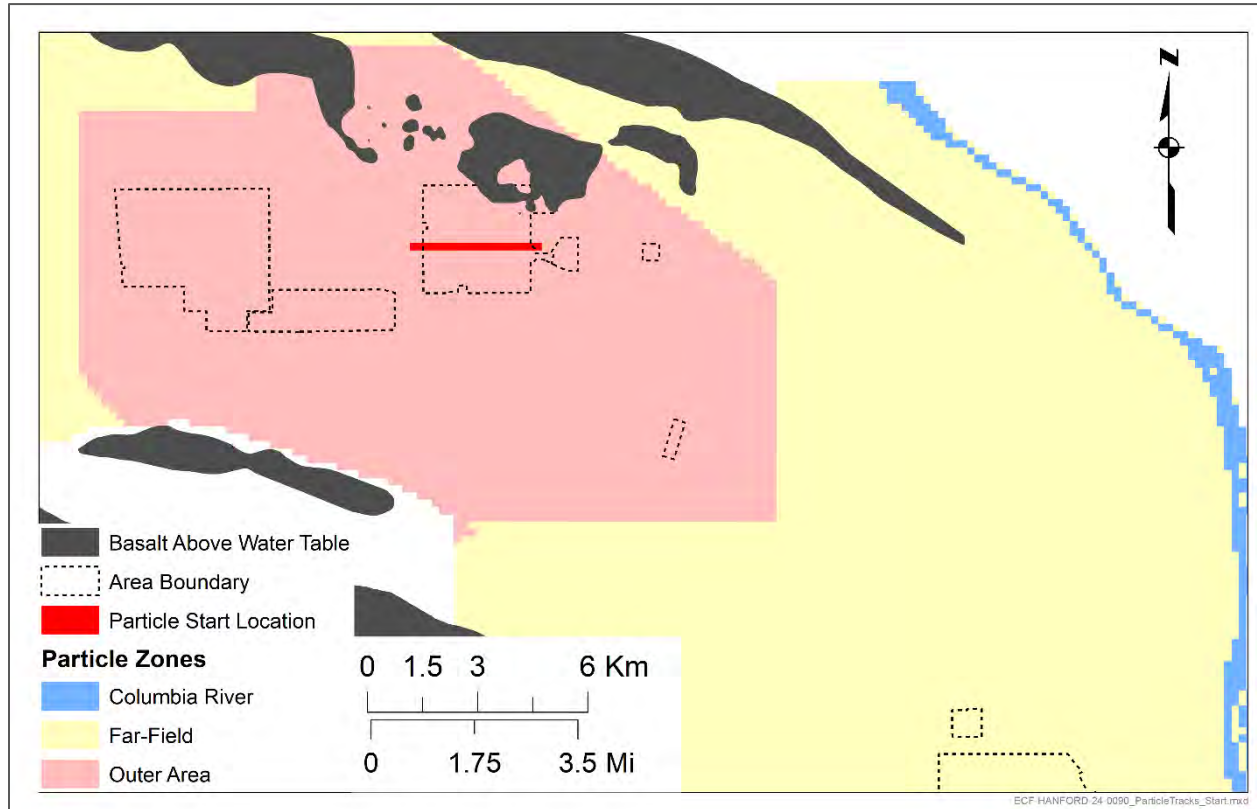 N
Basalt Above Water Table
Area Boundary
Particle Start Location
Particle Zones
Columbia River
Far-Field
Outer Area
0 1.5 3 6 Km
0 1.75 3.5 Mi
ECF HANFORD-24-0090_ParticleTracks_Start.mxd